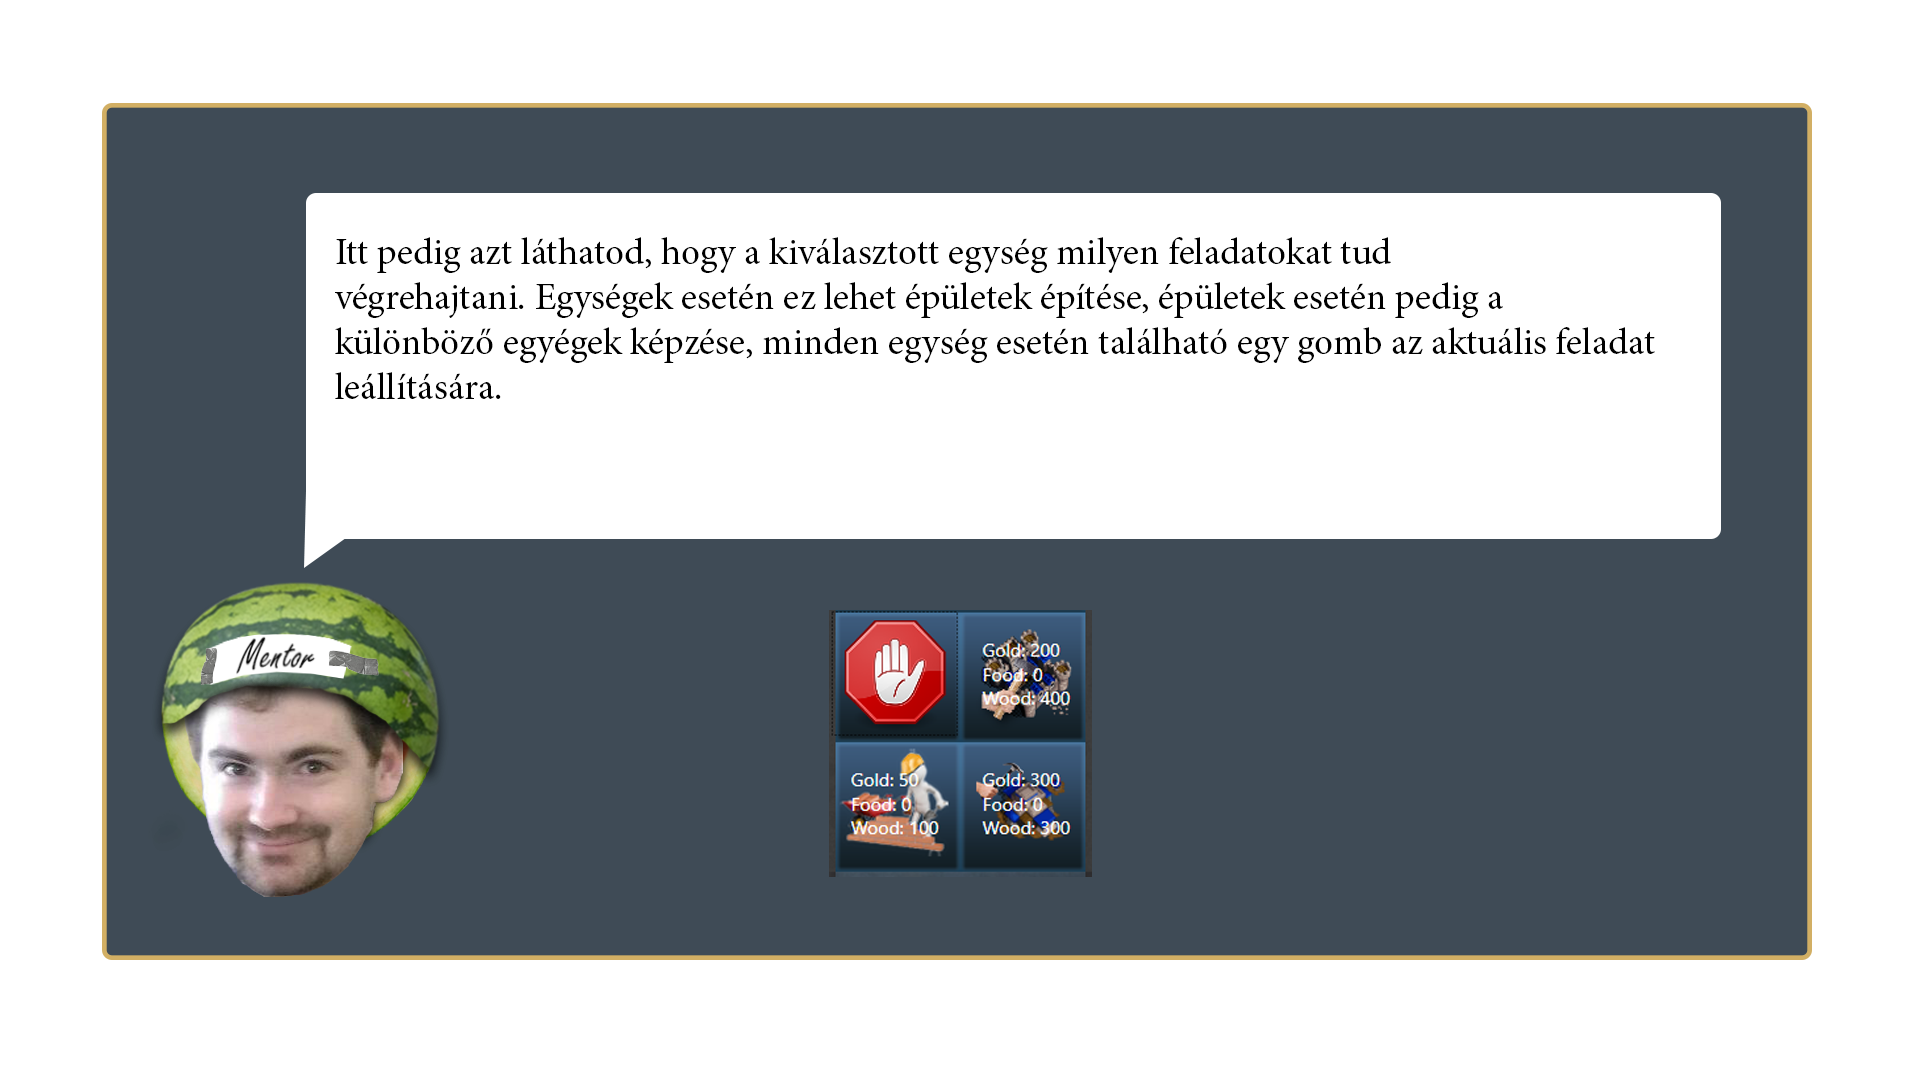 Itt pedig azt láthatod, hogy a kiválasztott egység milyen feladatokat tud
végrehajtani. Egységek esetén ez lehet épületek építése, épületek esetén pedig a
különböző egyégek képzése, minden egység esetén található egy gomb az aktuális feladat
leállítására.
Mentor
Gold: 200
Food: 0
Wood: 400
Gold: 50
Food: 0
Wood: 100
Gold: 300
Food: 0
Wood: 300